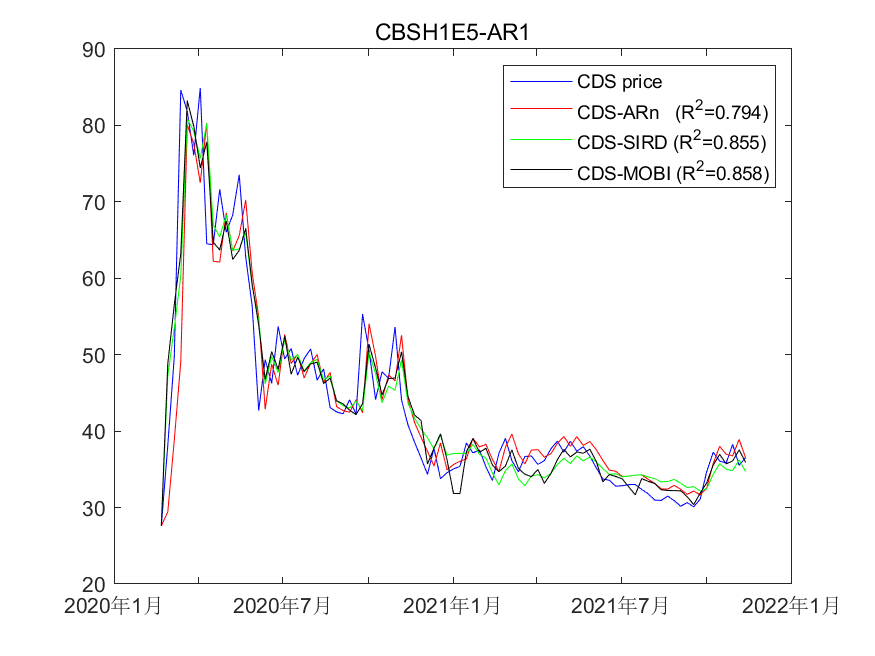 CBSH1E5-AR1
90
80
70
60
50
40
30
20
CDS price
CDS-ARn (R²=0.794)
CDS-SIRD (R²=0.855)
CDS-MOBI (R²=0.858)
2020年1月
2020年7月
2021年1月
2021年7月
2022年1月